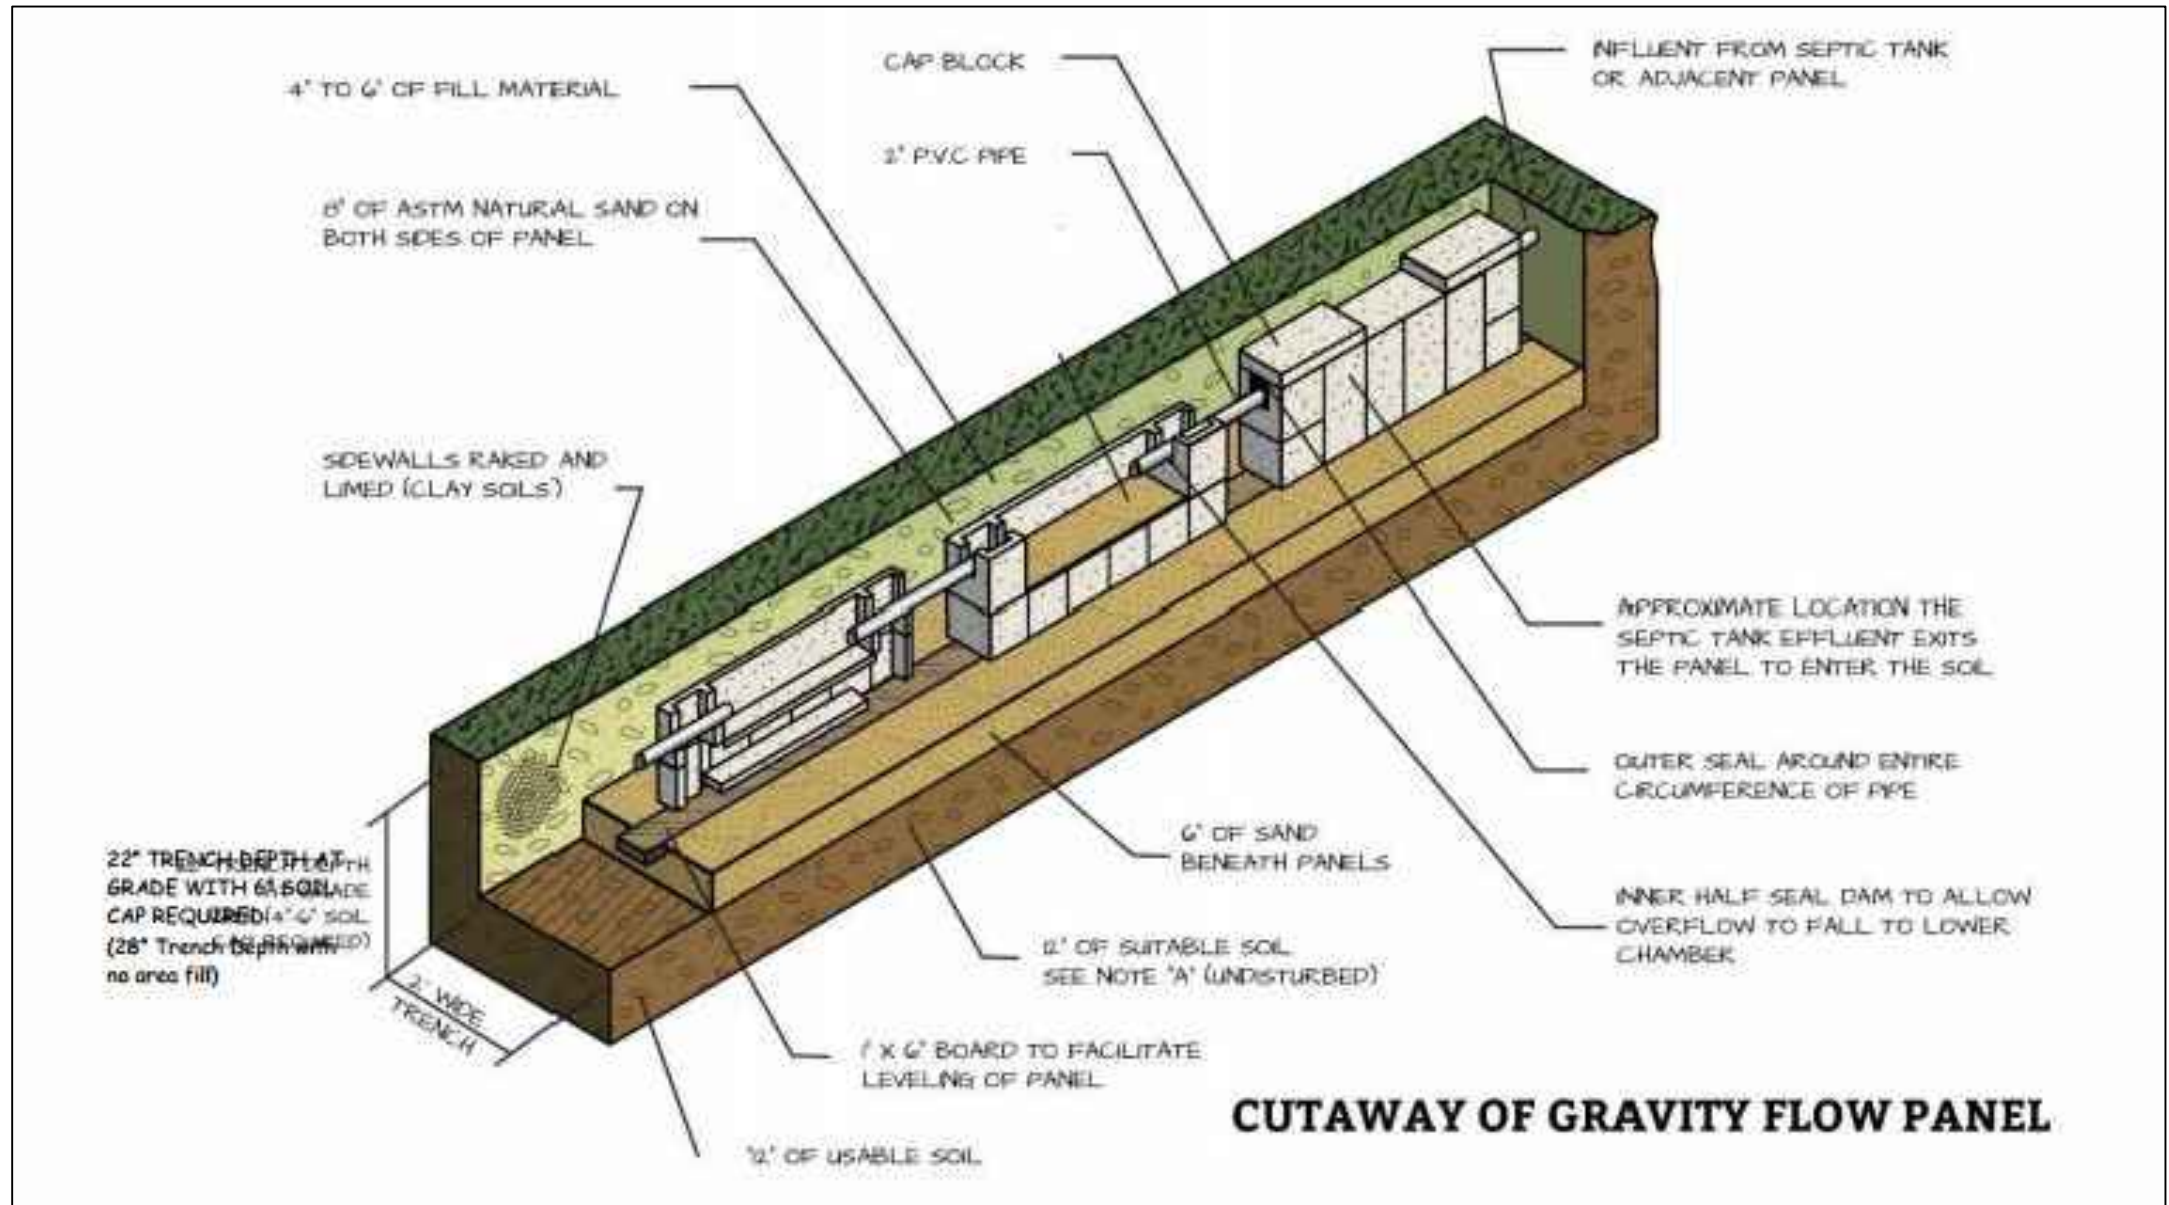 4" TO 6" OF FILL MATERIAL
CAP BLOCK
INFLUENT FROM SEPTIC TANK
OR ADJACENT PANEL
2" P.V.C PIPE
8" OF ASTM NATURAL SAND ON
BOTH SIDES OF PANEL
SIDEWALLS RAKED AND
LIMED (CLAY SOILS)
APPROXIMATE LOCATION THE
SEPTIC TANK EFFLUENT EXITS
THE PANEL TO ENTER THE SOIL
OUTER SEAL AROUND ENTIRE
CIRCUMFERENCE OF PIPE
6" OF SAND
BENEATH PANELS
INNER HALF SEAL DAM TO ALLOW
OVERFLOW TO FALL TO LOWER
CHAMBER
22" TRENCH DEPTH AT
GRADE WITH 6" SOIL
CAP REQUIRED
(28" Trench Depth with
no area fill)
12" OF SUITABLE SOIL
SEE NOTE "A" (UNDISTURBED)
2' WIDE
TRENCH
1" X 6" BOARD TO FACILITATE
LEVELING OF PANEL
12" OF USABLE SOIL
CUTAWAY OF GRAVITY FLOW PANEL